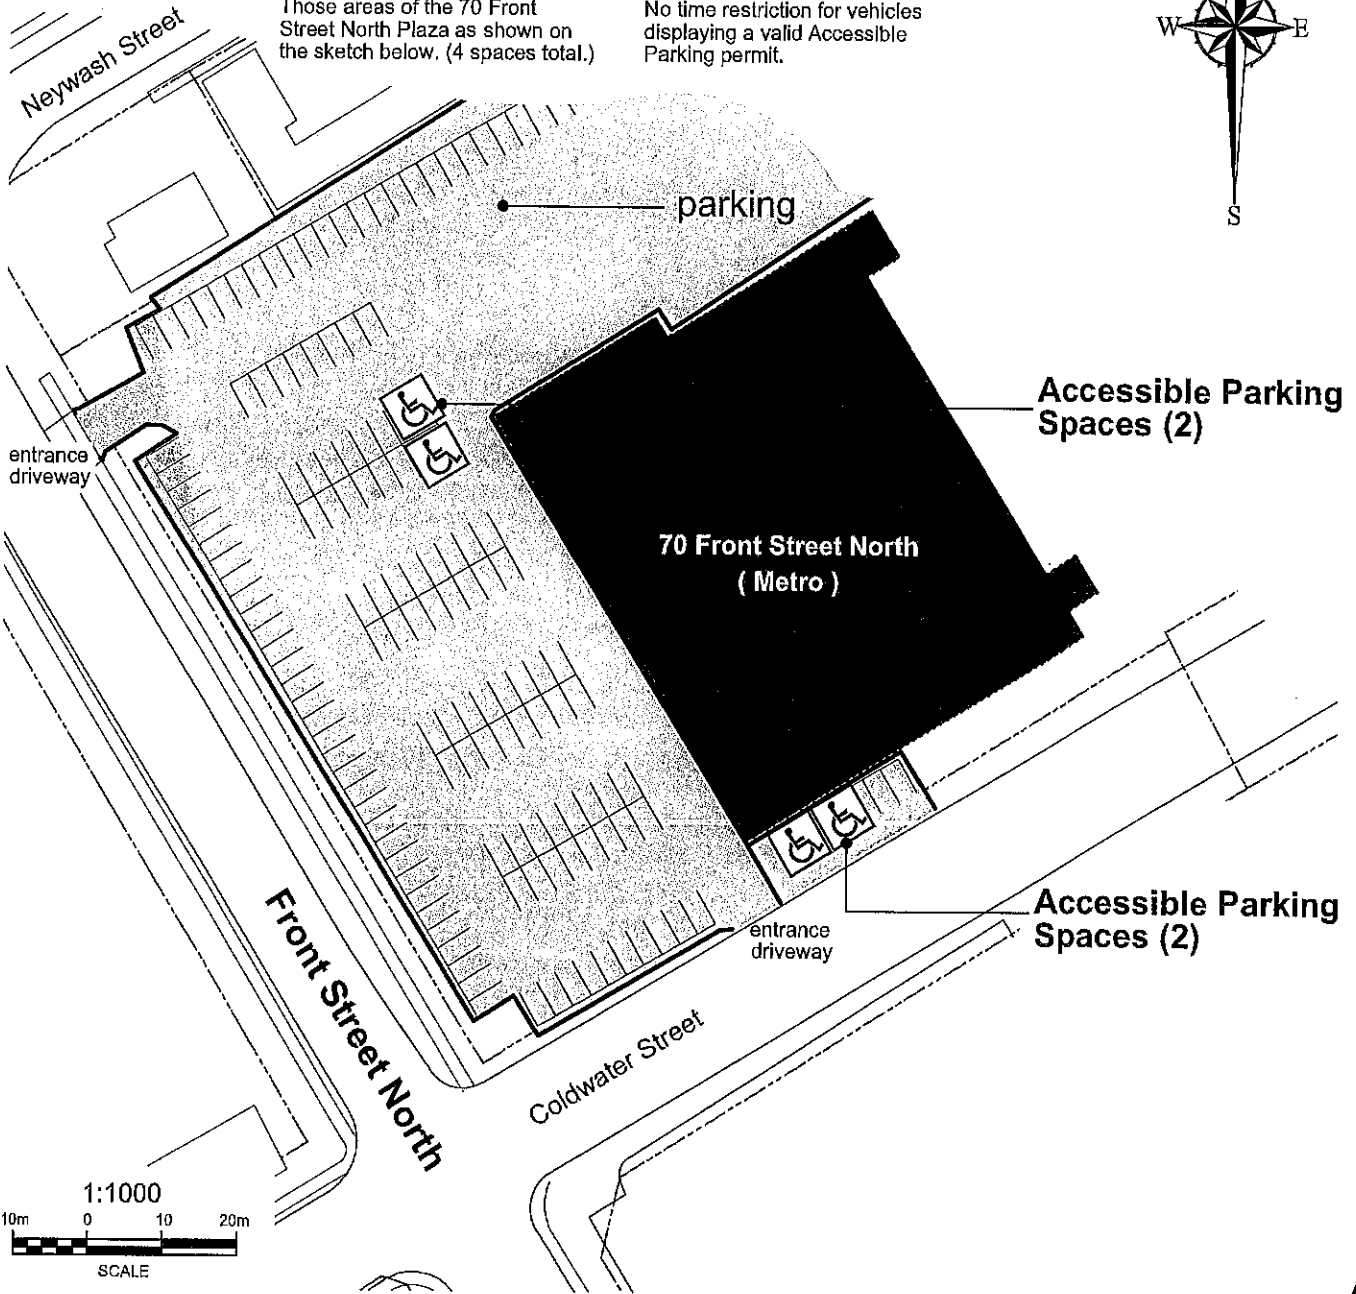 Those areas of the 70 Front
Street North Plaza as shown on
the sketch below. (4 spaces total.)
No time restriction for vehicles
displaying a valid Accessible
Parking permit.
W
E
S
Neywash Street
parking
Accessible Parking
Spaces (2)
entrance
driveway
70 Front Street North
( Metro )
Accessible Parking
Spaces (2)
entrance
driveway
Front Street North
Coldwater Street
1:1000
10m 0 10 20m
SCALE